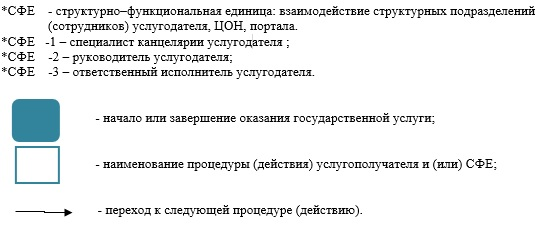 *СФЕ - структурно–функциональная единица: взаимодействие структурных подразделений
(сотрудников) услугодателя, ЦОН, портала.
*СФЕ -1 – специалист канцелярии услугодателя ;
*СФЕ -2 – руководитель услугодателя;
*СФЕ -3 – ответственный исполнитель услугодателя.
- начало или завершение оказания государственной услуги;
- наименование процедуры (действия) услугополучателя и (или) СФЕ;
- переход к следующей процедуре (действию).